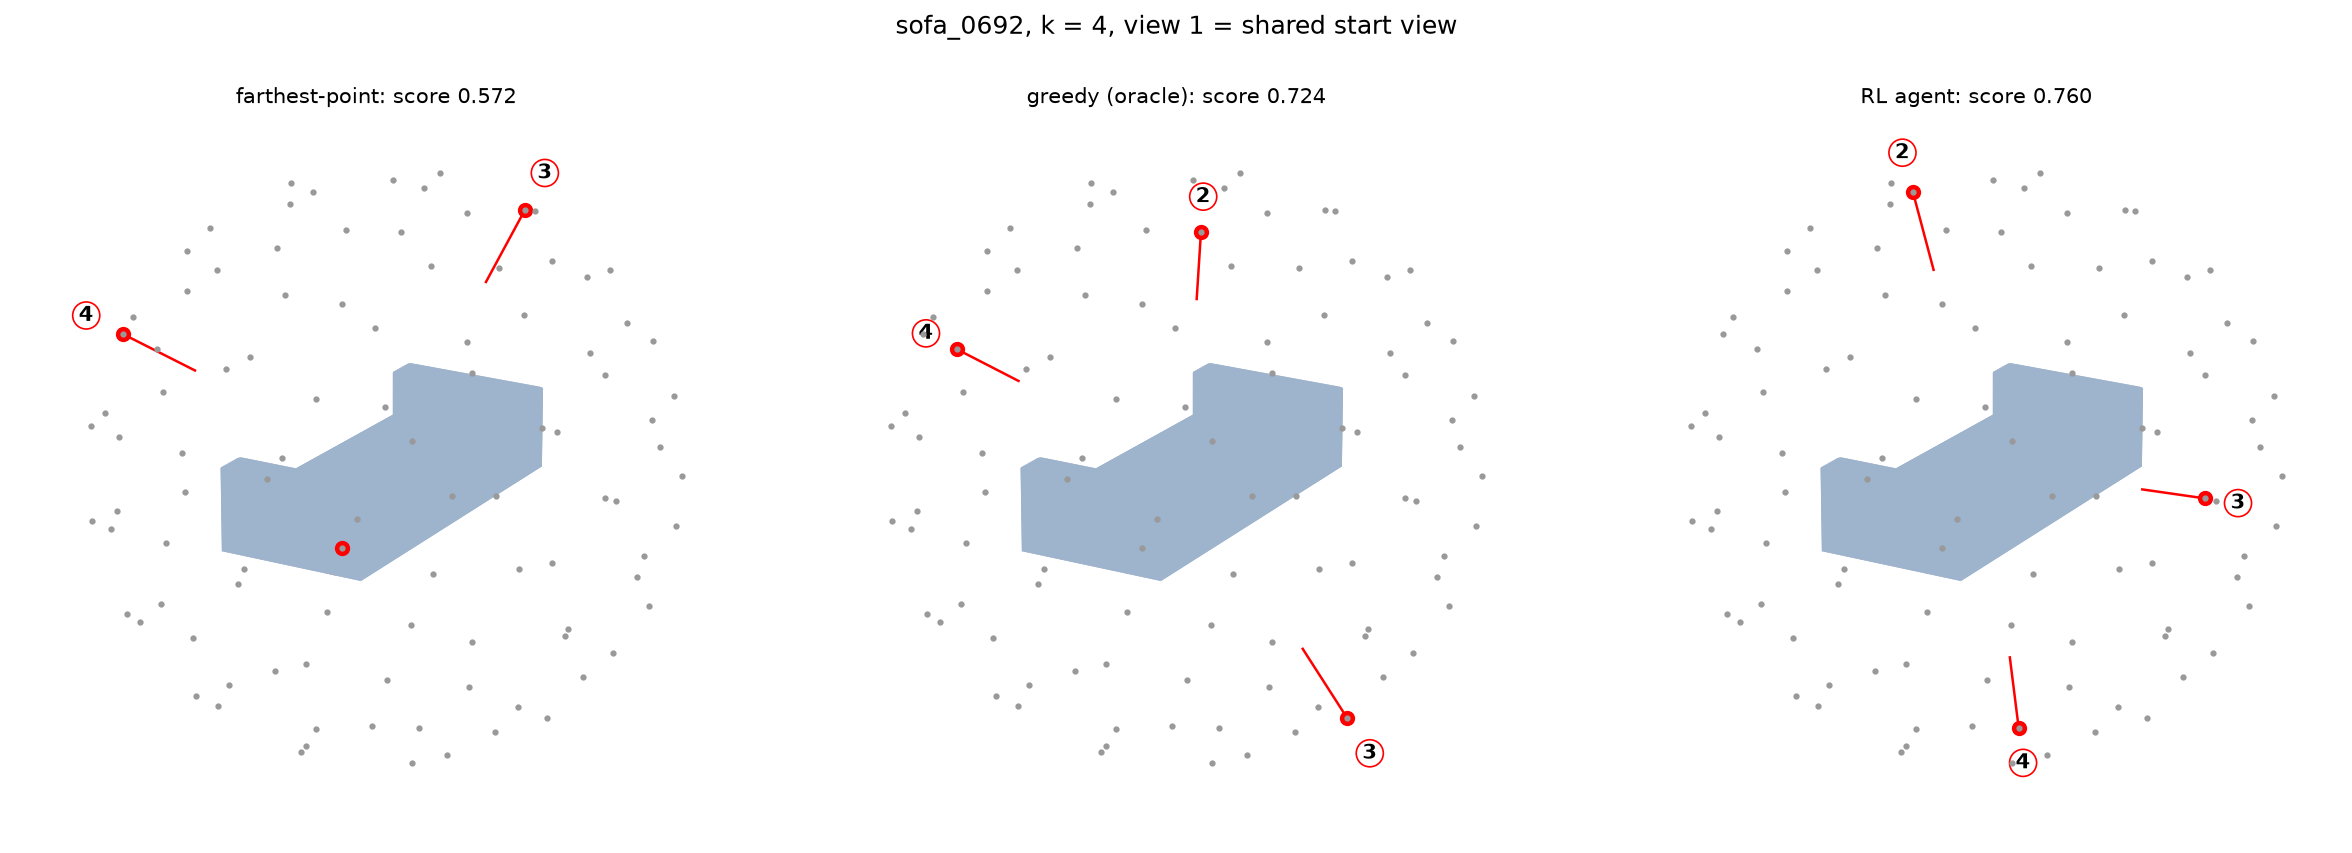 sofa_0692, k = 4, view 1 = shared start view
farthest-point: score 0.572
3
4
greedy (oracle): score 0.724
2
4
3
RL agent: score 0.760
2
3
4